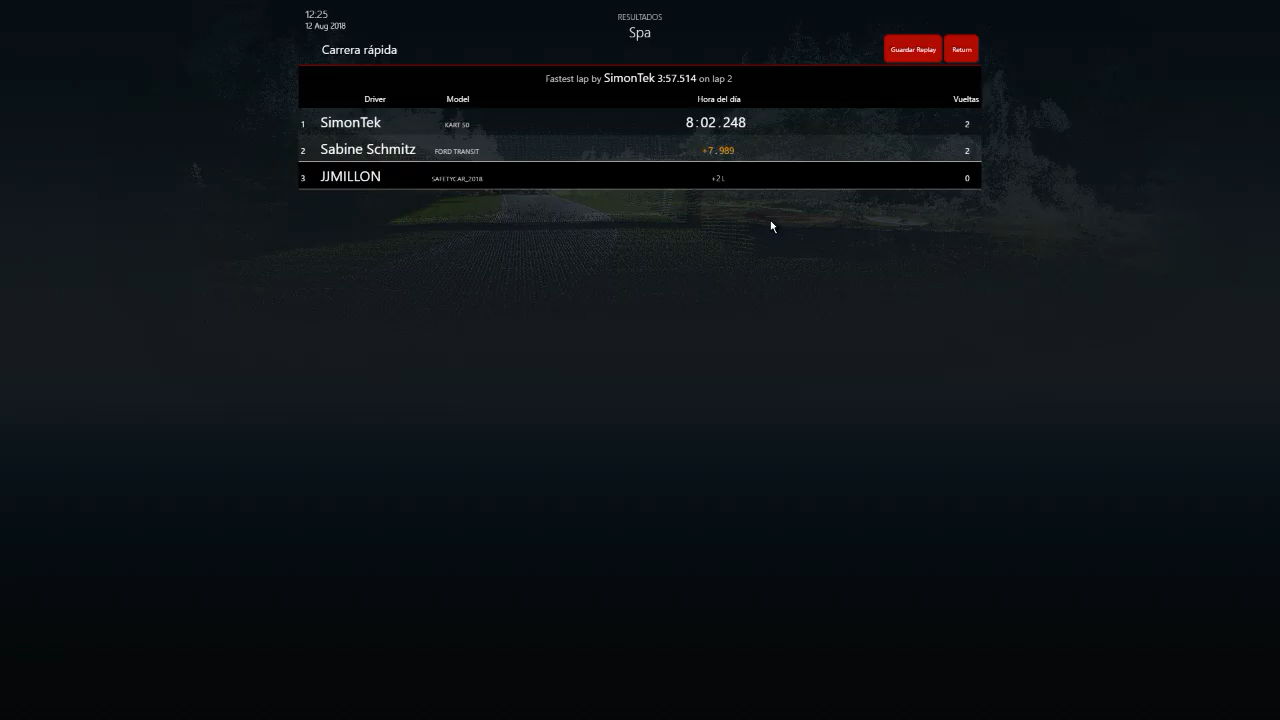 12:25
12 Aug 2018
RESULTADOS
Spa
Carrera rápida
Guardar Replay Return
Fastest lap by SimonTek 3:57.514 on lap 2
Driver Model Hora del día Vueltas
1 SimonTek KART 50 8:02.248 2
2 Sabine Schmitz FORD TRANSIT +7.989 2
3 JJMILLON SAFETYCAR_2018 +2 L 0